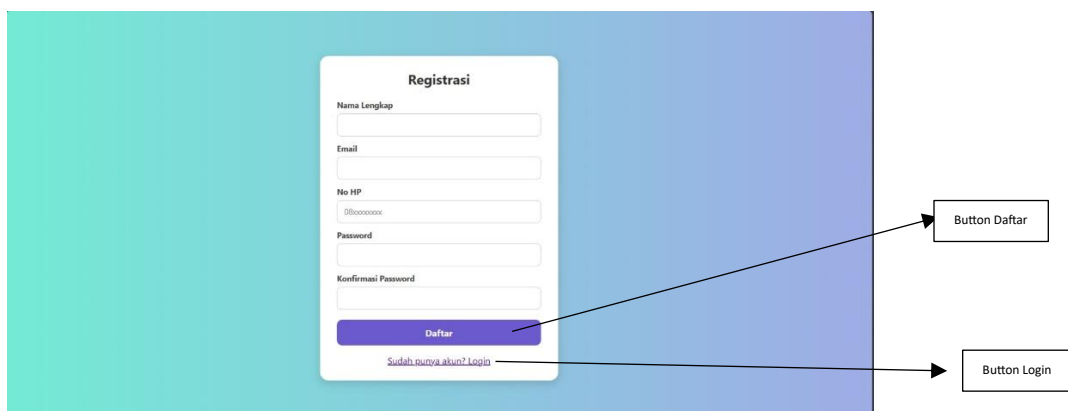 Registrasi
Nama Lengkap
Email
No HP
08xxxxxxxx
Password
Konfirmasi Password
Daftar
Sudah punya akun? Login
Button Daftar
Button Login